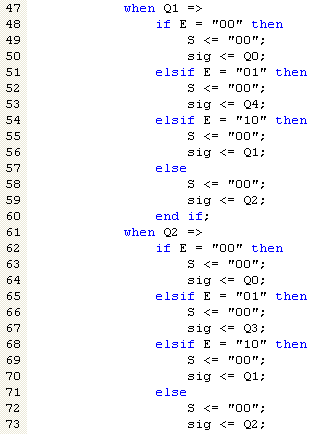 47 when Q1 =>
48 if E = "00" then
49 S <= "00";
50 sig <= Q0;
51 elsif E = "01" then
52 S <= "00";
53 sig <= Q4;
54 elsif E = "10" then
55 S <= "00";
56 sig <= Q1;
57 else
58 S <= "00";
59 sig <= Q2;
60 end if;
61 when Q2 =>
62 if E = "00" then
63 S <= "00";
64 sig <= Q0;
65 elsif E = "01" then
66 S <= "00";
67 sig <= Q3;
68 elsif E = "10" then
69 S <= "00";
70 sig <= Q1;
71 else
72 S <= "00";
73 sig <= Q2;